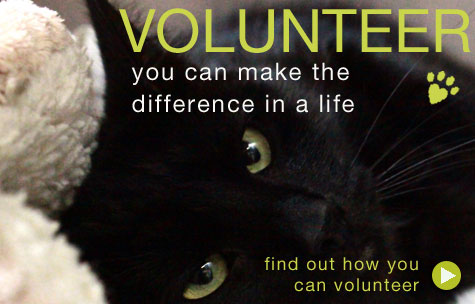 VOLUNTEER
you can make the
difference in a life
find out how you
can volunteer